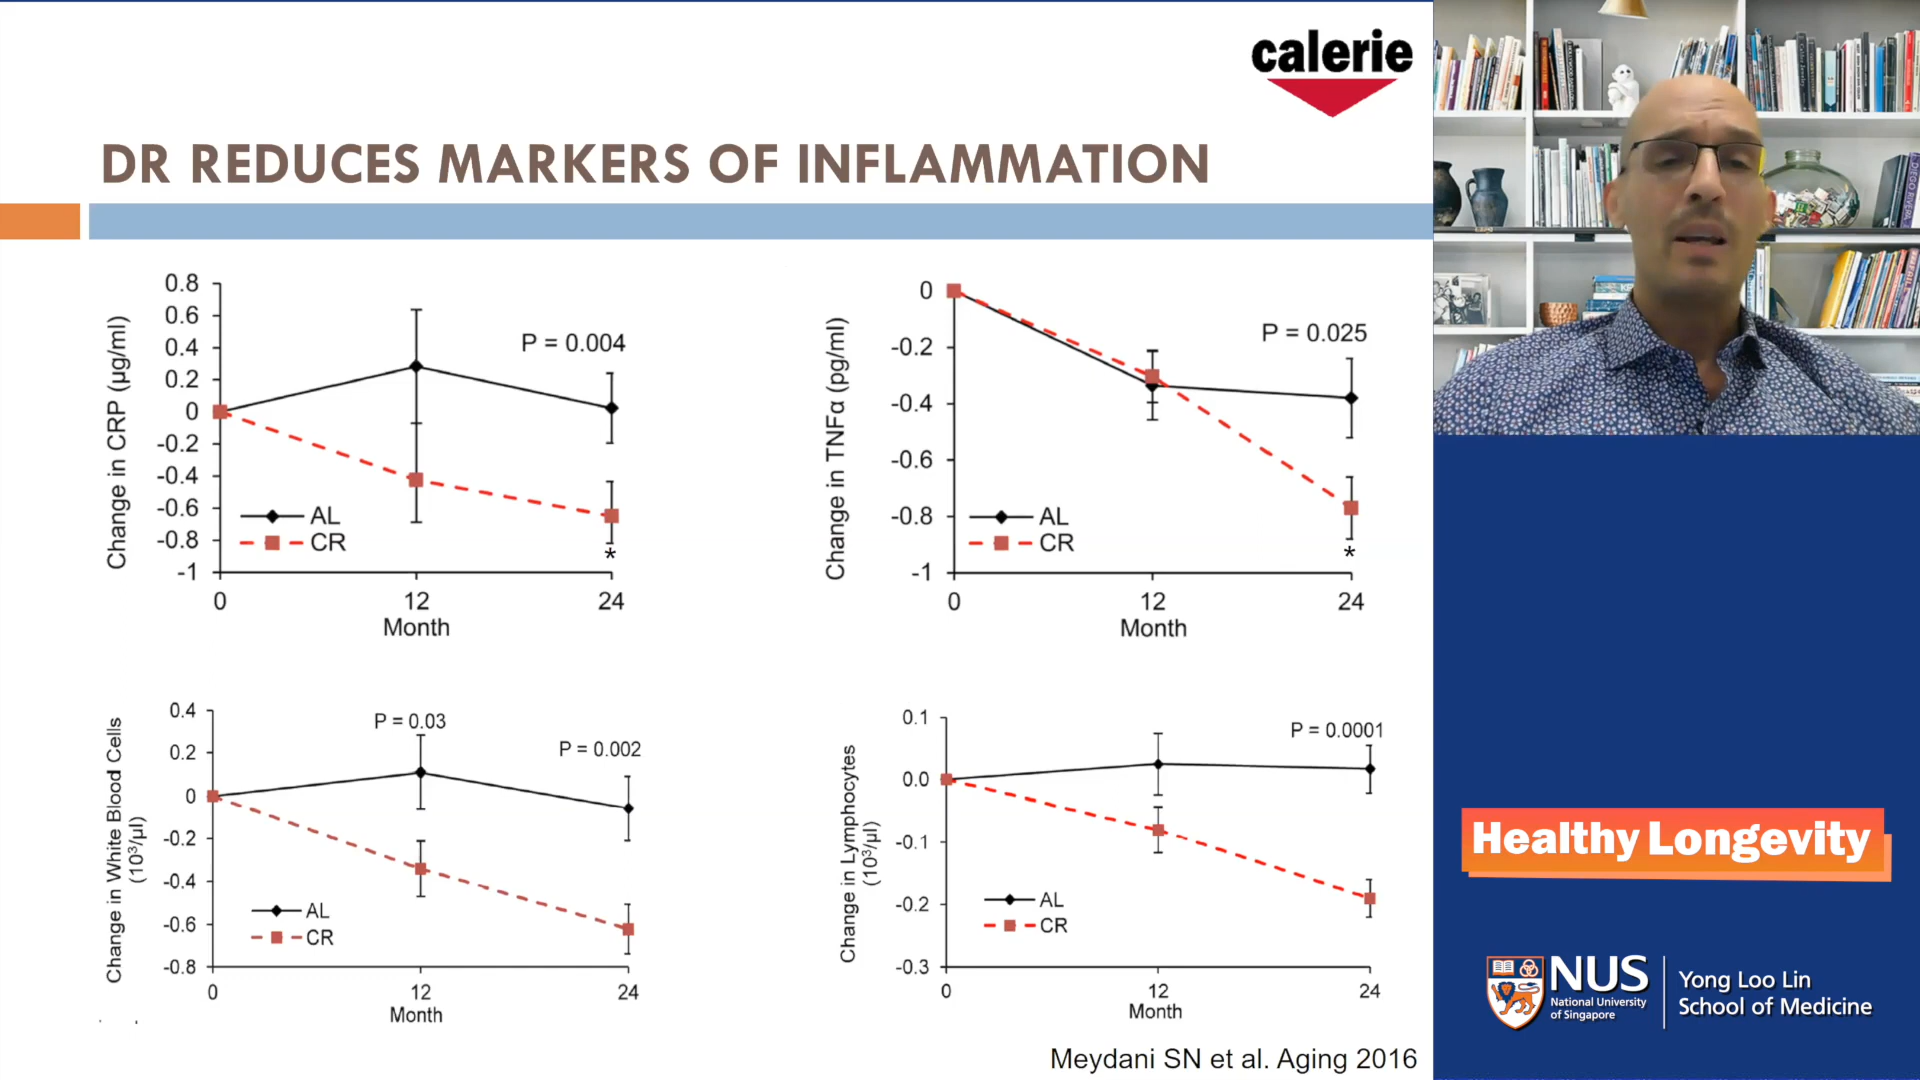 calerie
DR REDUCES MARKERS OF INFLAMMATION
0.8
0.6
0.4
0.2
0
-0.2
-0.4
-0.6
-0.8
-1
Change in CRP (µg/ml)
P = 0.004
AL
CR
*
0
12
24
Month
0
-0.2
-0.4
-0.6
-0.8
-1
Change in TNFα (pg/ml)
P = 0.025
AL
CR
*
0
12
24
Month
0.4
0.2
0
-0.2
-0.4
-0.6
-0.8
Change in White Blood Cells
(10³/µl)
P = 0.03
P = 0.002
AL
CR
0
12
24
Month
0.1
0.0
-0.1
-0.2
-0.3
Change in Lymphocytes
(10³/µl)
P = 0.0001
AL
CR
0
12
24
Month
Meydani SN et al. Aging 2016
DIEGO RIVERA
Healthy Longevity
NUS
National University
of Singapore
Yong Loo Lin
School of Medicine